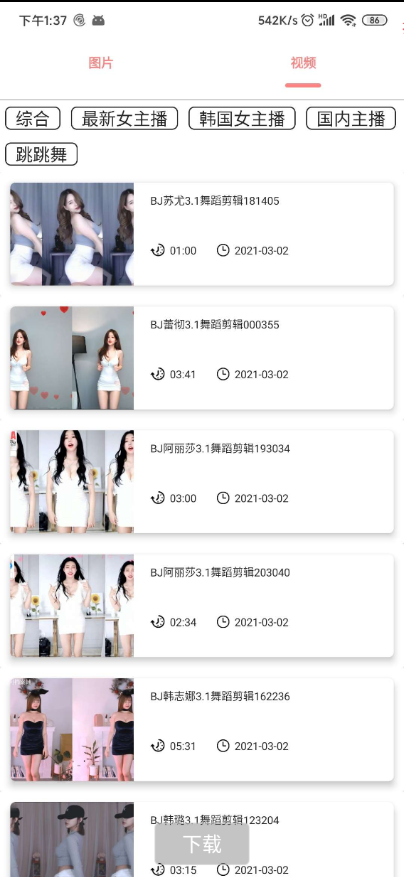 下午1:37 542K/s HD 86
图片 视频
综合 最新女主播 韩国女主播 国内主播
跳跳舞
BJ苏尤3.1舞蹈剪辑181405
01:00 2021-03-02
BJ蕾彻3.1舞蹈剪辑000355
03:41 2021-03-02
BJ阿丽莎3.1舞蹈剪辑193034
03:00 2021-03-02
BJ阿丽莎3.1舞蹈剪辑203040
02:34 2021-03-02
BJ韩志娜3.1舞蹈剪辑162236
05:31 2021-03-02
BJ韩璐3.1舞蹈剪辑123204
下载
03:15 2021-03-02